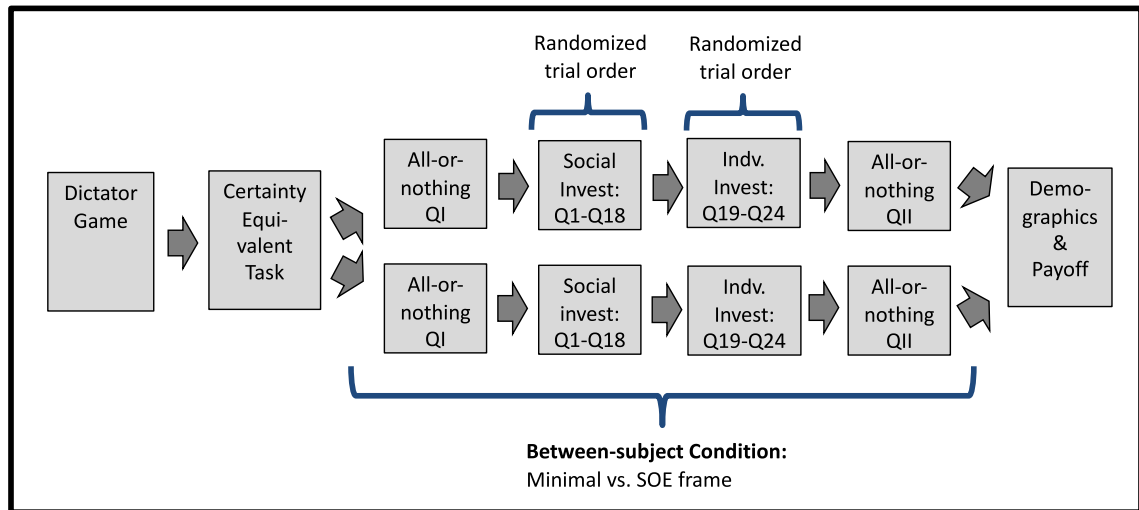 Randomized
trial order
Randomized
trial order
Dictator
Game
Certainty
Equi-
valent
Task
All-or-
nothing
QI
Social
Invest:
Q1-Q18
Indv.
Invest:
Q19-Q24
All-or-
nothing
QII
All-or-
nothing
QI
Social
invest:
Q1-Q18
Indv.
Invest:
Q19-Q24
All-or-
nothing
QII
Demo-
graphics
&
Payoff
Between-subject Condition:
Minimal vs. SOE frame